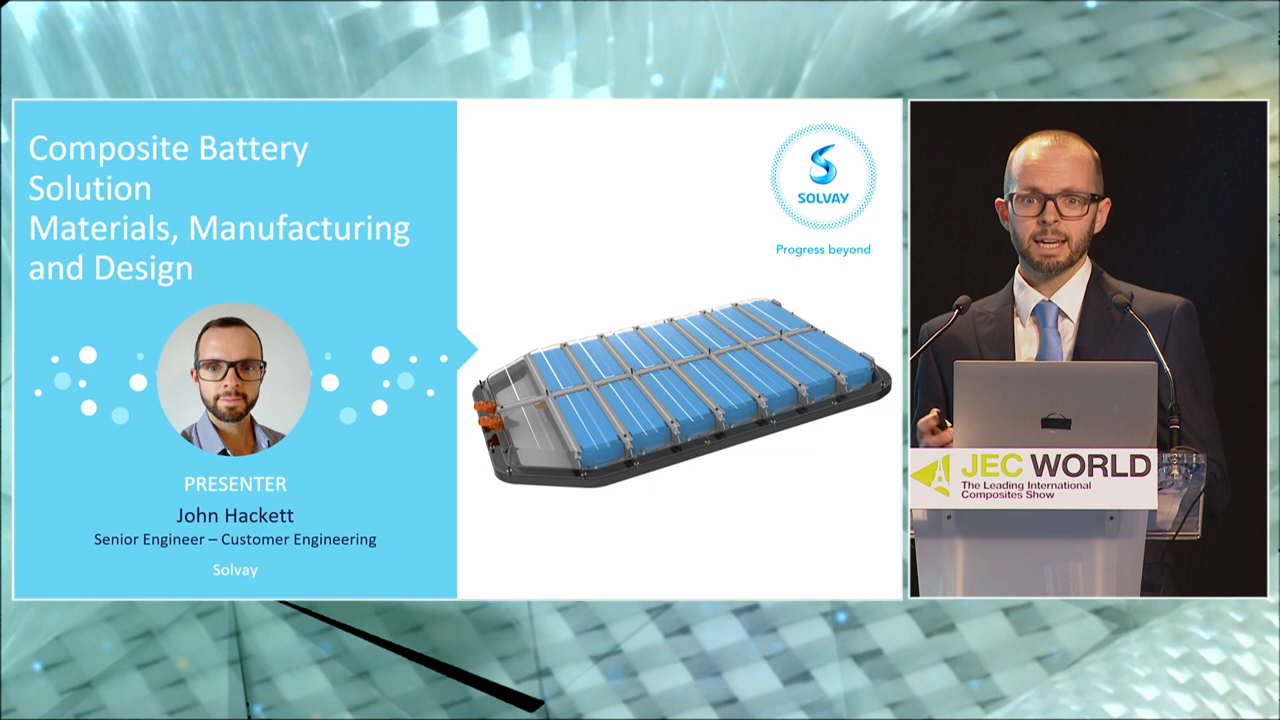 Composite Battery
Solution
Materials, Manufacturing
and Design
PRESENTER
John Hackett
Senior Engineer – Customer Engineering
Solvay
SOLVAY
Progress beyond
JEC WORLD
The Leading International
Composites Show